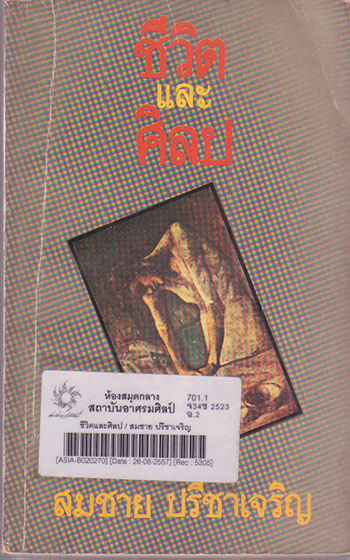 ชีวิต
และ
ศิลป
ห้องสมุดกลาง
สถาบันอาศรมศิลป์
701.1
จ34ช 2523
ฉ.2
ชีวิตและศิลป / สมชาย ปรีชาเจริญ
[ASIA-B020270] [Date : 26-08-2557] [Rec : 5305]
สมชาย ปรีชาเจริญ